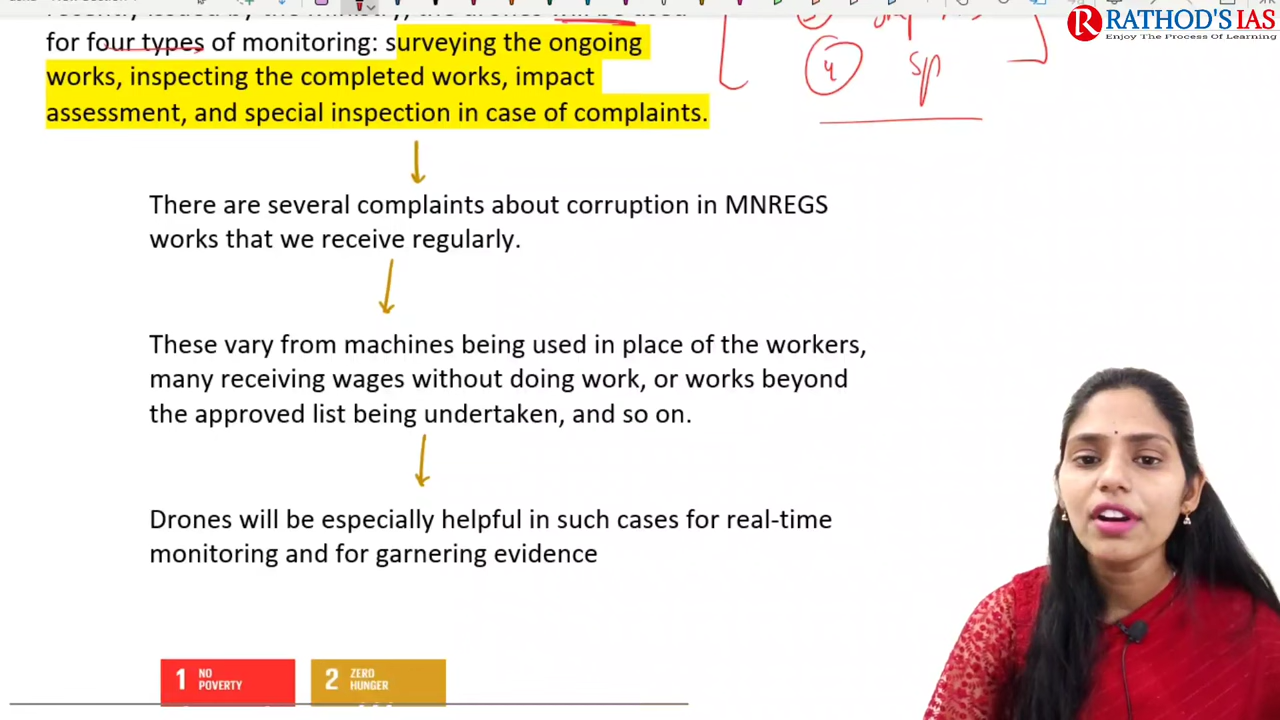 RATHOD'S IAS
Enjoy The Process Of Learning
for four types of monitoring: surveying the ongoing
works, inspecting the completed works, impact
assessment, and special inspection in case of complaints.
4 sp
There are several complaints about corruption in MNREGS
works that we receive regularly.
These vary from machines being used in place of the workers,
many receiving wages without doing work, or works beyond
the approved list being undertaken, and so on.
Drones will be especially helpful in such cases for real-time
monitoring and for garnering evidence
1 NO
POVERTY
2 ZERO
HUNGER